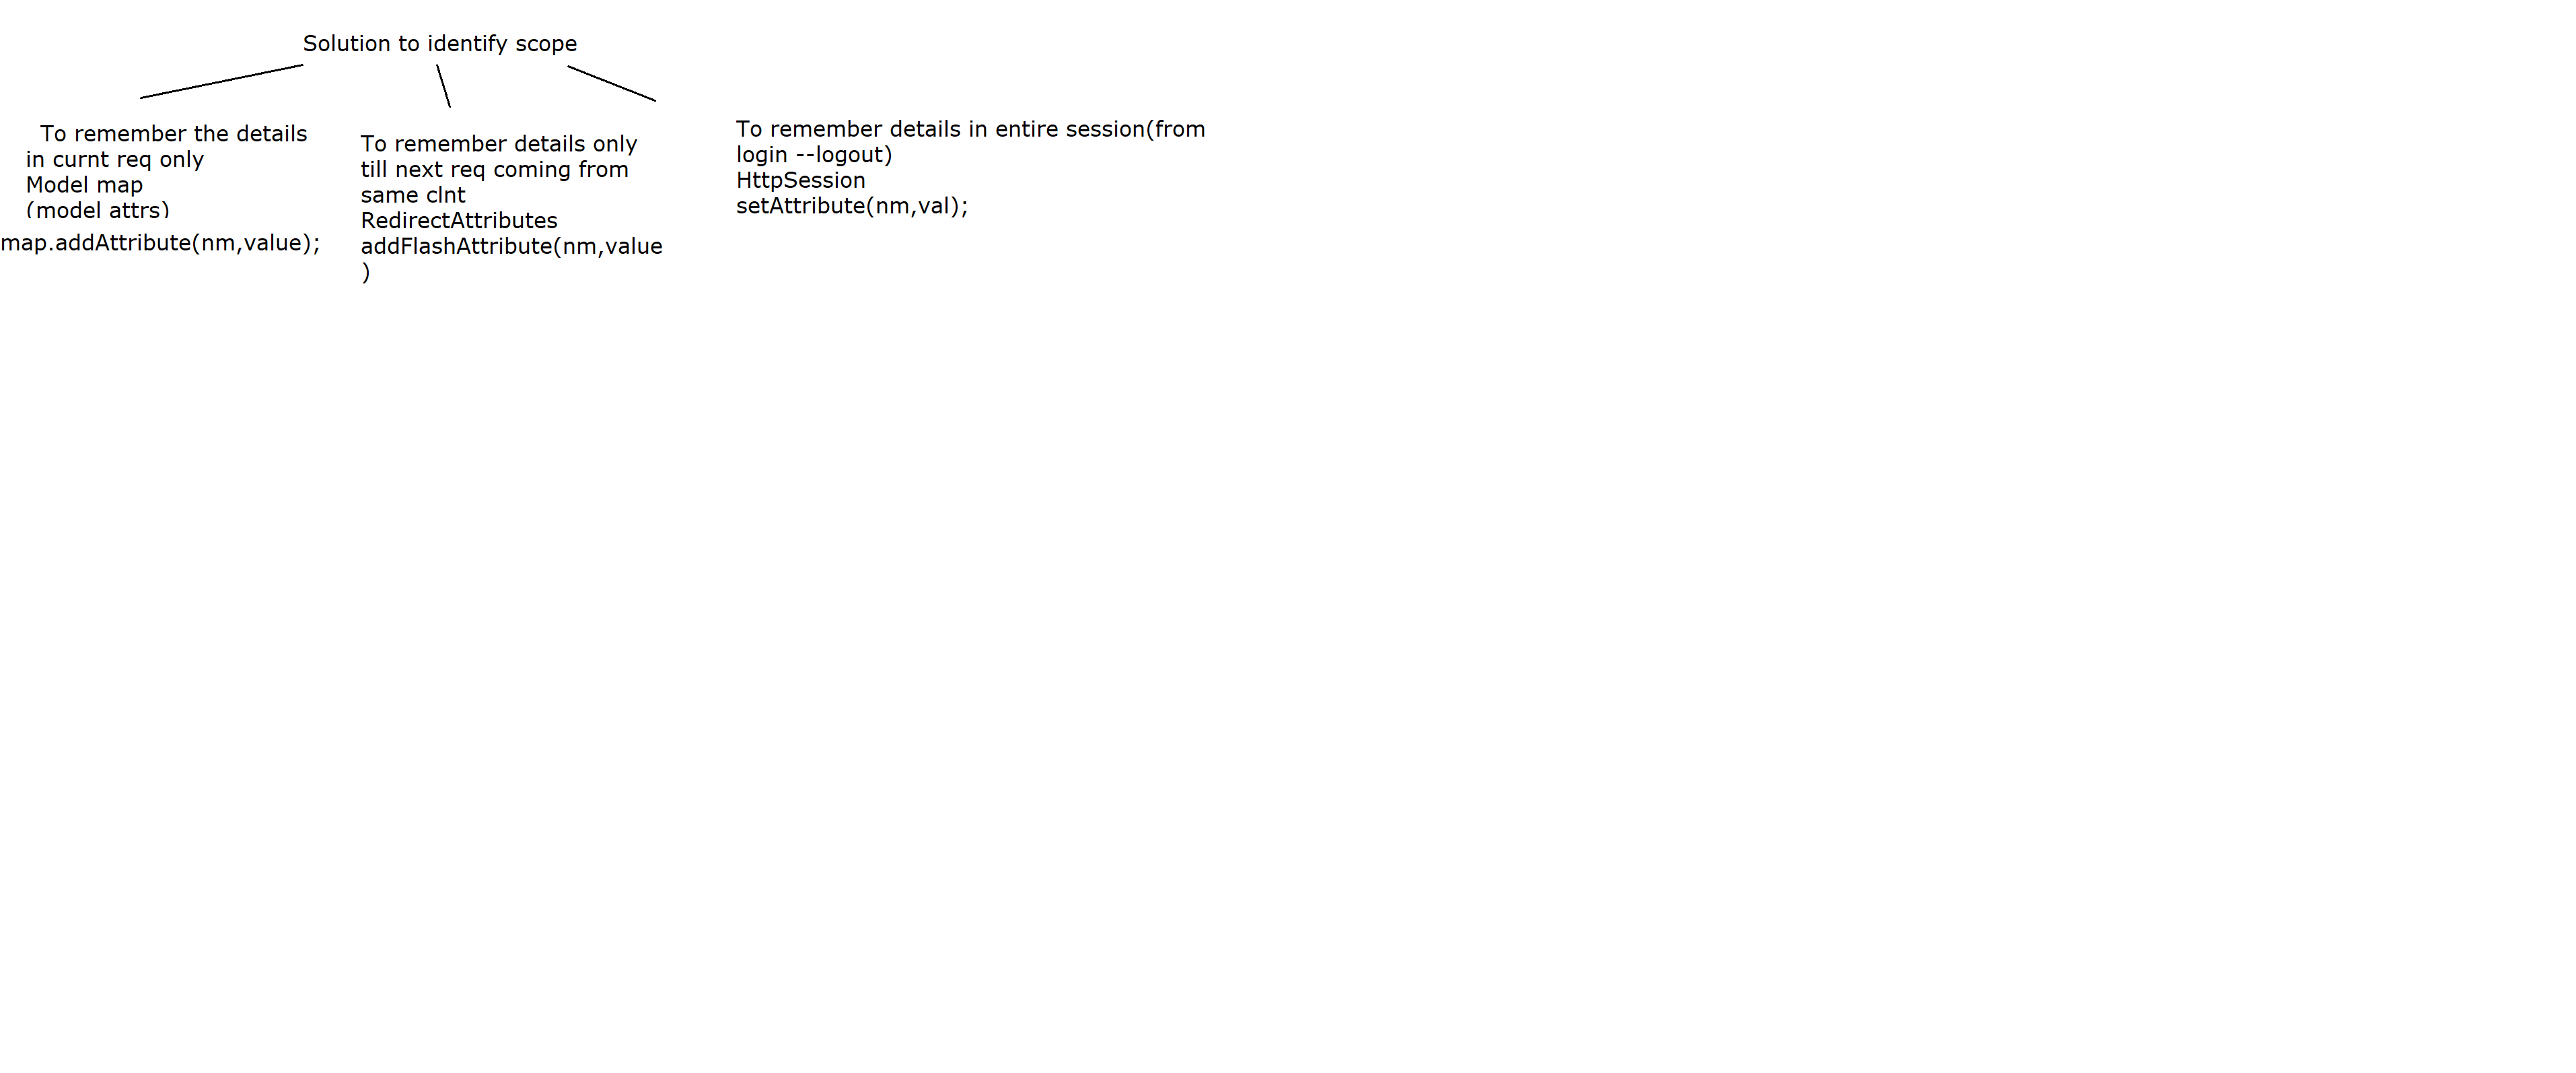 Solution to identify scope
To remember the details
in curnt req only
Model map
(model attrs)
map.addAttribute(nm,value);
To remember details only
till next req coming from
same clnt
RedirectAttributes
addFlashAttribute(nm,value
)
To remember details in entire session(from
login --logout)
HttpSession
setAttribute(nm,val);